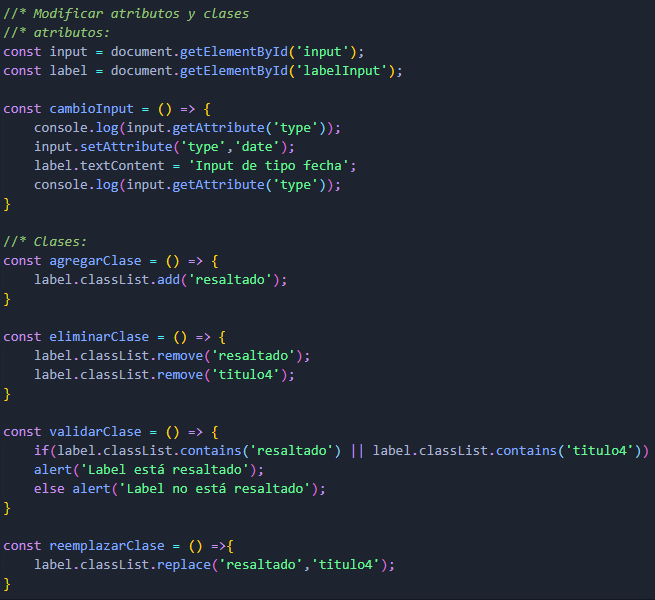 //* Modificar atributos y clases
//* atributos:
const input = document.getElementById('input');
const label = document.getElementById('labelInput');
const cambioInput = () => {
    console.log(input.getAttribute('type'));
    input.setAttribute('type','date');
    label.textContent = 'Input de tipo fecha';
    console.log(input.getAttribute('type'));
}
//* Clases:
const agregarClase = () => {
    label.classList.add('resaltado');
}
const eliminarClase = () => {
    label.classList.remove('resaltado');
    label.classList.remove('titulo4');
}
const validarClase = () => {
    if(label.classList.contains('resaltado') || label.classList.contains('titulo4'))
    alert('Label está resaltado');
    else alert('Label no está resaltado');
}
const reemplazarClase = () =>{
    label.classList.replace('resaltado','titulo4');
}